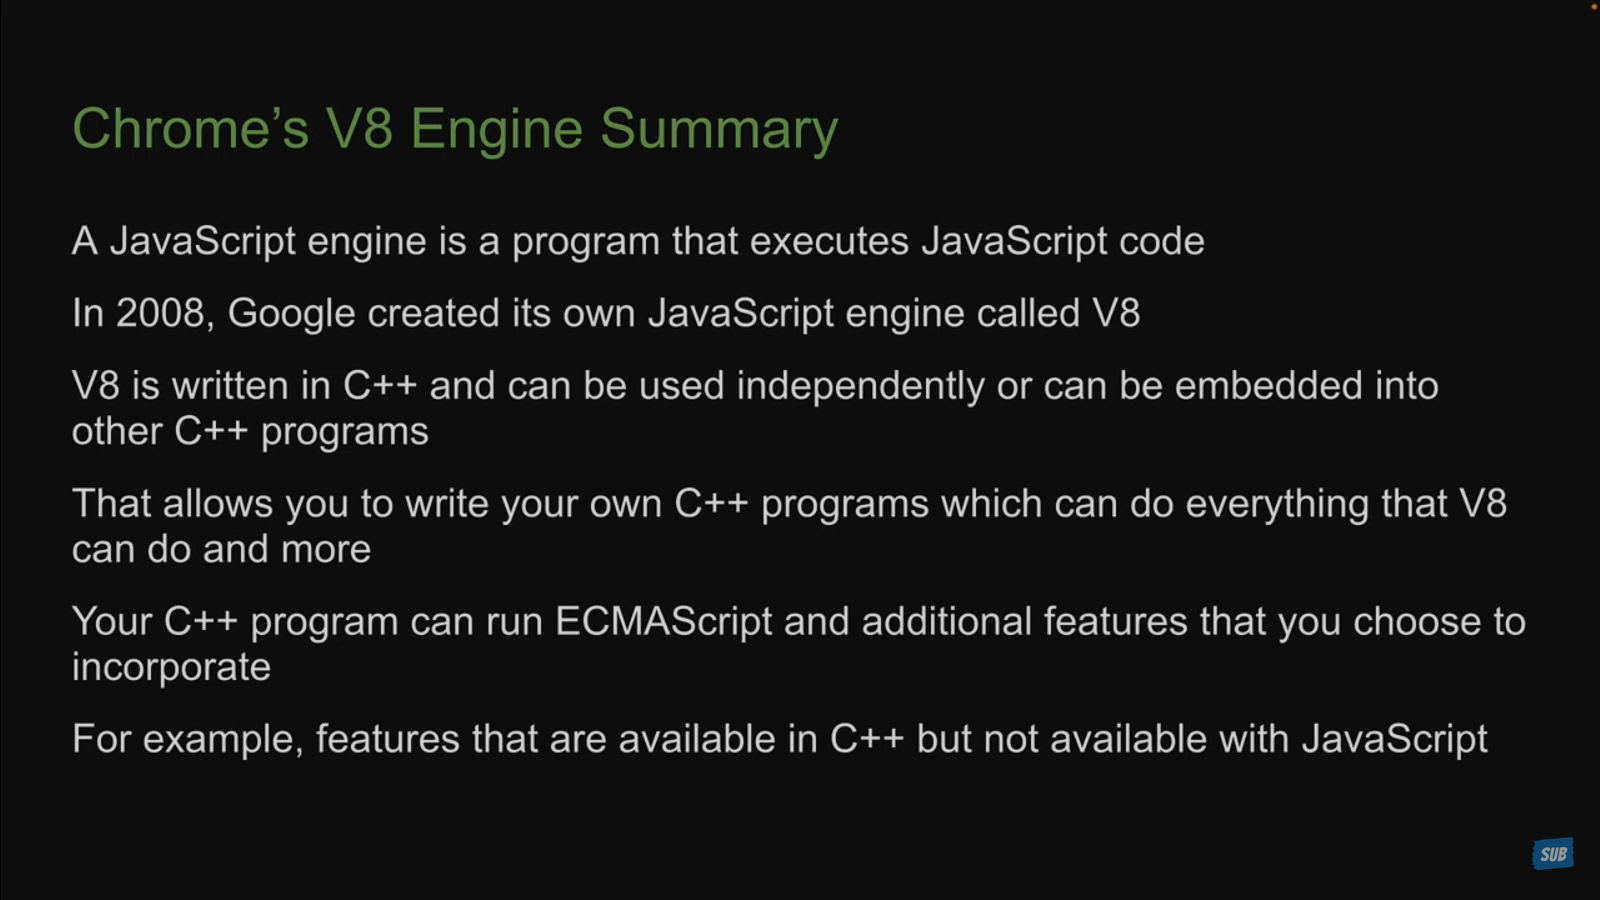 Chrome’s V8 Engine Summary
A JavaScript engine is a program that executes JavaScript code
In 2008, Google created its own JavaScript engine called V8
V8 is written in C++ and can be used independently or can be embedded into
other C++ programs
That allows you to write your own C++ programs which can do everything that V8
can do and more
Your C++ program can run ECMAScript and additional features that you choose to
incorporate
For example, features that are available in C++ but not available with JavaScript
SUB